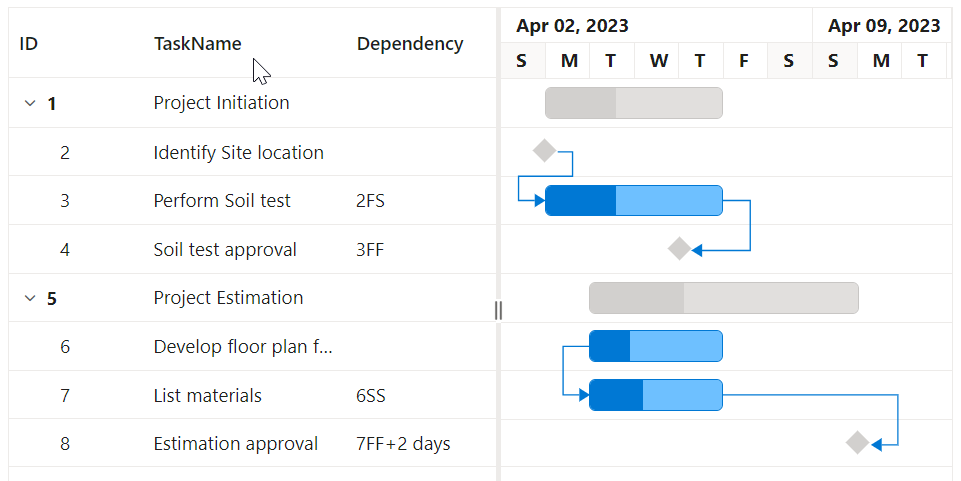 ID TaskName Dependency Apr 02, 2023 Apr 09, 2023
S M T W T F S S M T
1 Project Initiation
2 Identify Site location
3 Perform Soil test 2FS
4 Soil test approval 3FF
5 Project Estimation
6 Develop floor plan f...
7 List materials 6SS
8 Estimation approval 7FF+2 days